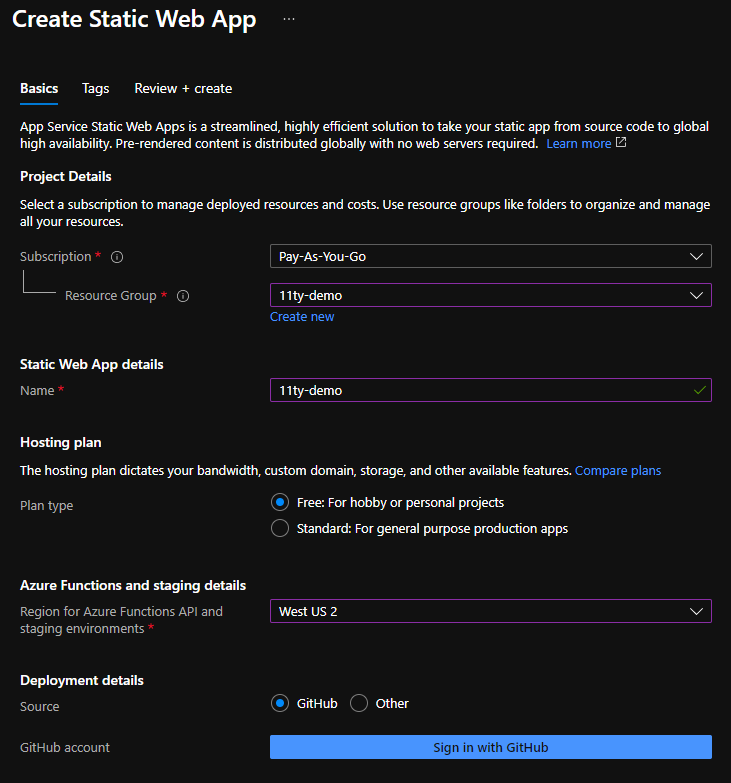 Create Static Web App ...
Basics Tags Review + create
App Service Static Web Apps is a streamlined, highly efficient solution to take your static app from source code to global
high availability. Pre-rendered content is distributed globally with no web servers required. Learn more
Project Details
Select a subscription to manage deployed resources and costs. Use resource groups like folders to organize and manage
all your resources.
Subscription * Pay-As-You-Go
Resource Group * 11ty-demo
Create new
Static Web App details
Name * 11ty-demo
Hosting plan
The hosting plan dictates your bandwidth, custom domain, storage, and other available features. Compare plans
Plan type
Free: For hobby or personal projects
Standard: For general purpose production apps
Azure Functions and staging details
Region for Azure Functions API and
staging environments *
West US 2
Deployment details
Source GitHub Other
GitHub account Sign in with GitHub